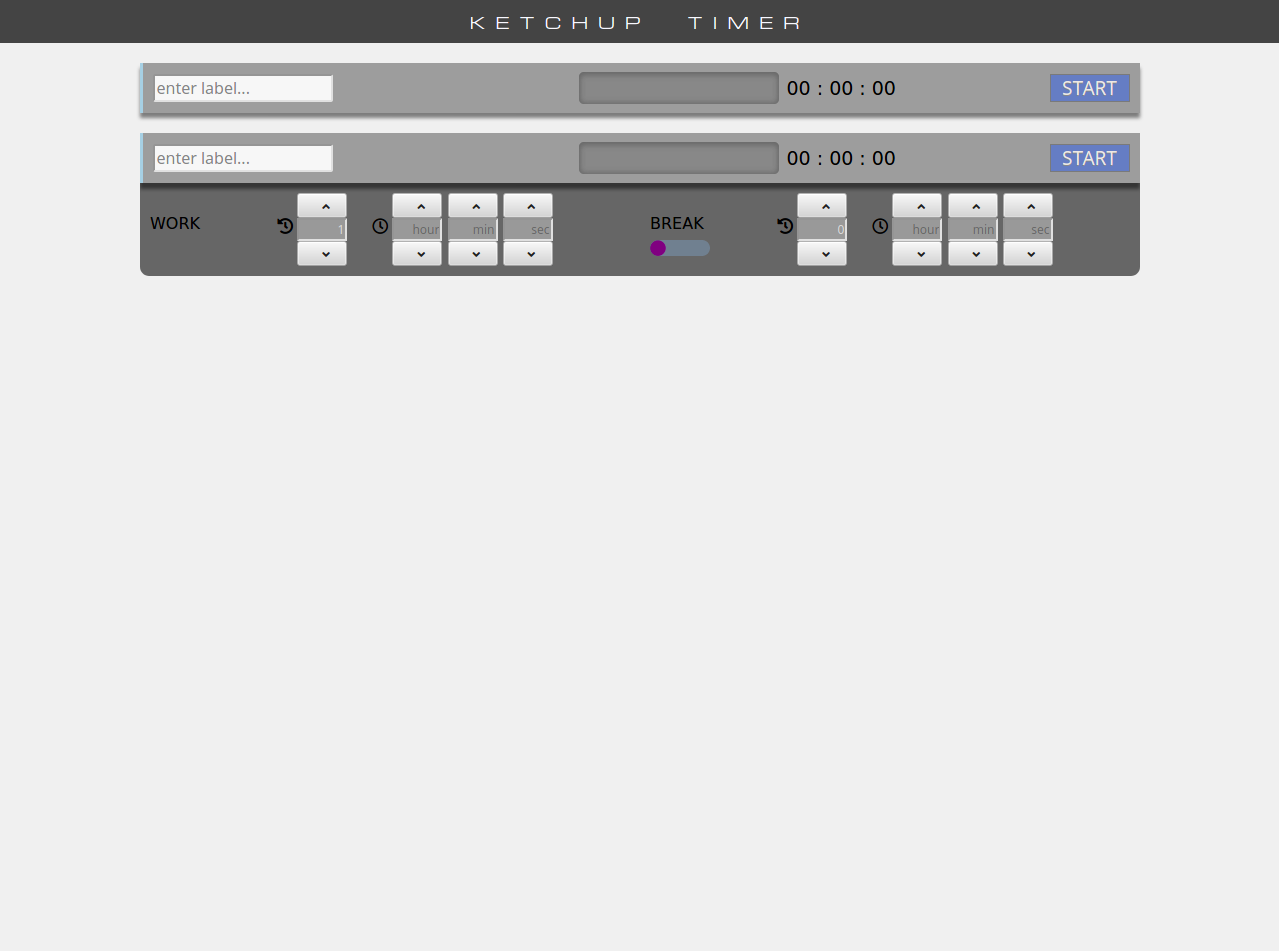 KETCHUP TIMER
enter label... 00 : 00 : 00 START
enter label... 00 : 00 : 00 START
WORK 1 hour min sec BREAK 0 hour min sec